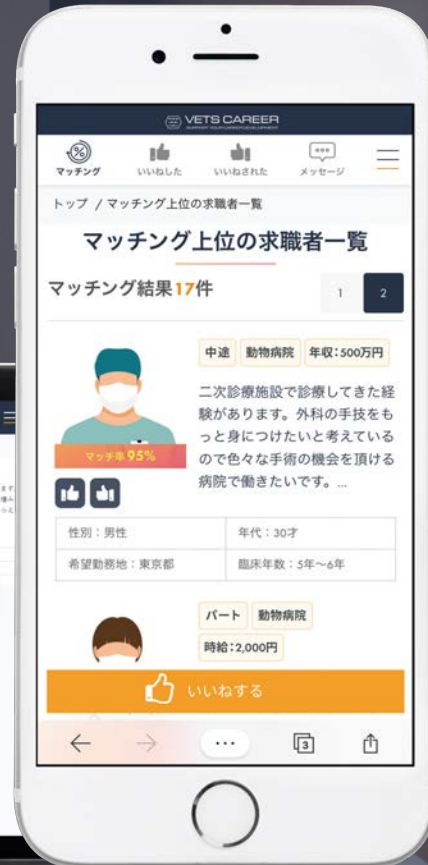 VETS CAREER
SUPPORT YOUR CAREER DEVELOPMENT
マッチング
いいねした
いいねされた
メッセージ
トップ / マッチング上位の求職者一覧
マッチング上位の求職者一覧
マッチング結果17件
1
2
中途
動物病院
年収:500万円
二次診療施設で診療してきた経
験があります。外科の手技をも
っと身につけたいと考えている
ので色々な手術の機会を頂ける
病院で働きたいです。...
マッチ率 95%
性別：男性
年代：30才
希望勤務地：東京都
臨床年数：5年〜6年
パート
動物病院
時給:2,000円
いいねする
3